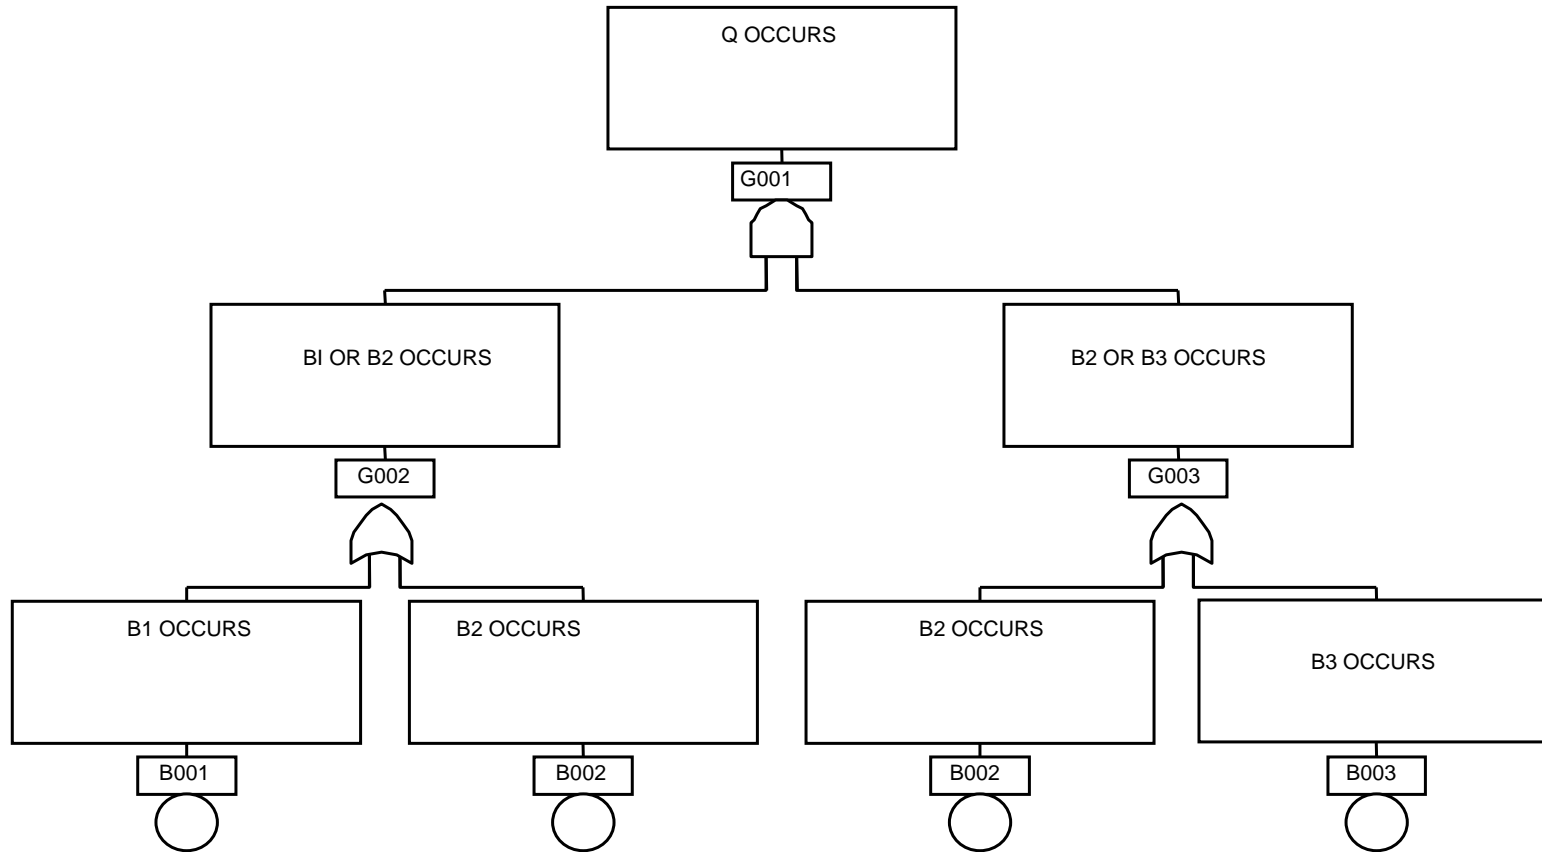 Q OCCURS
G001
BI OR B2 OCCURS
B2 OR B3 OCCURS
G002
G003
B1 OCCURS
B2 OCCURS
B2 OCCURS
B3 OCCURS
B001
B002
B002
B003